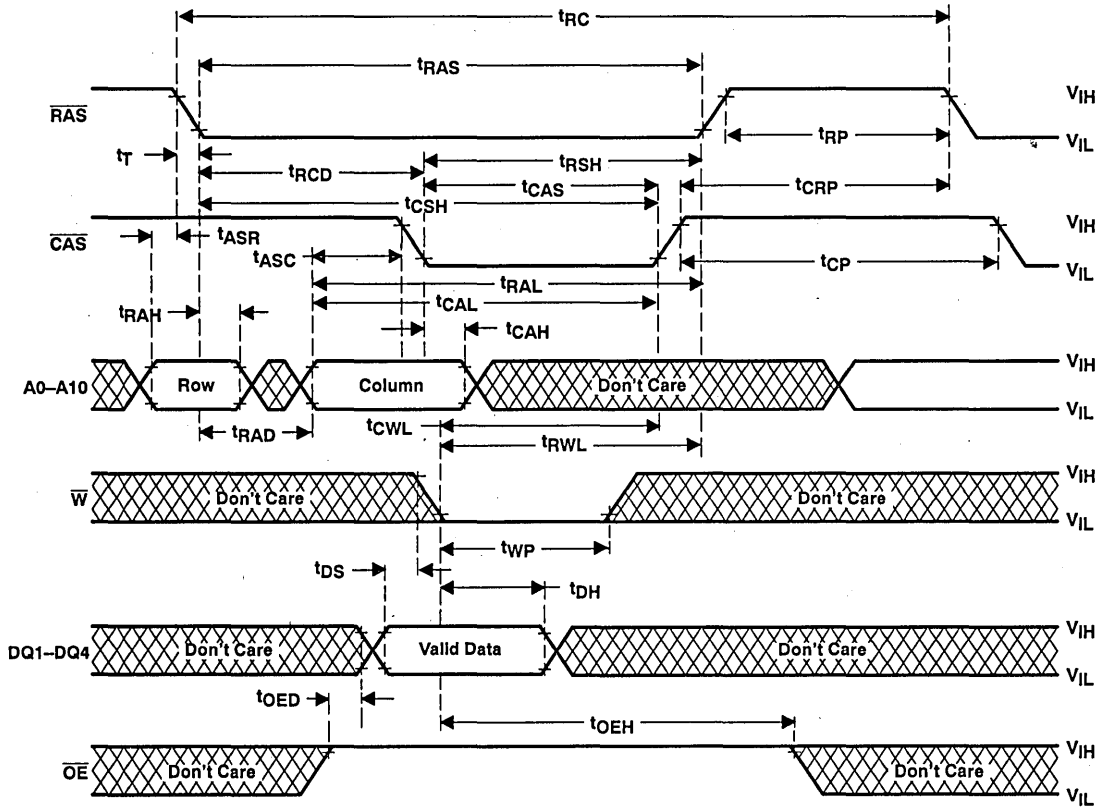 tRC
tRAS
RAS
VIH
VIL
tRP
tT
tRCD
tRSH
tCAS
tCRP
tCSH
CAS
VIH
VIL
tASR
tASC
tCP
tRAL
tCAL
tRAH
tCAH
A0–A10
Row
Column
Don't Care
VIH
VIL
tCWL
tRAD
tRWL
W
Don't Care
Don't Care
VIH
VIL
tWP
tDS
tDH
DQ1–DQ4
Don't Care
Valid Data
Don't Care
VIH
VIL
tOED
tOEH
OE
Don't Care
Don't Care
VIH
VIL